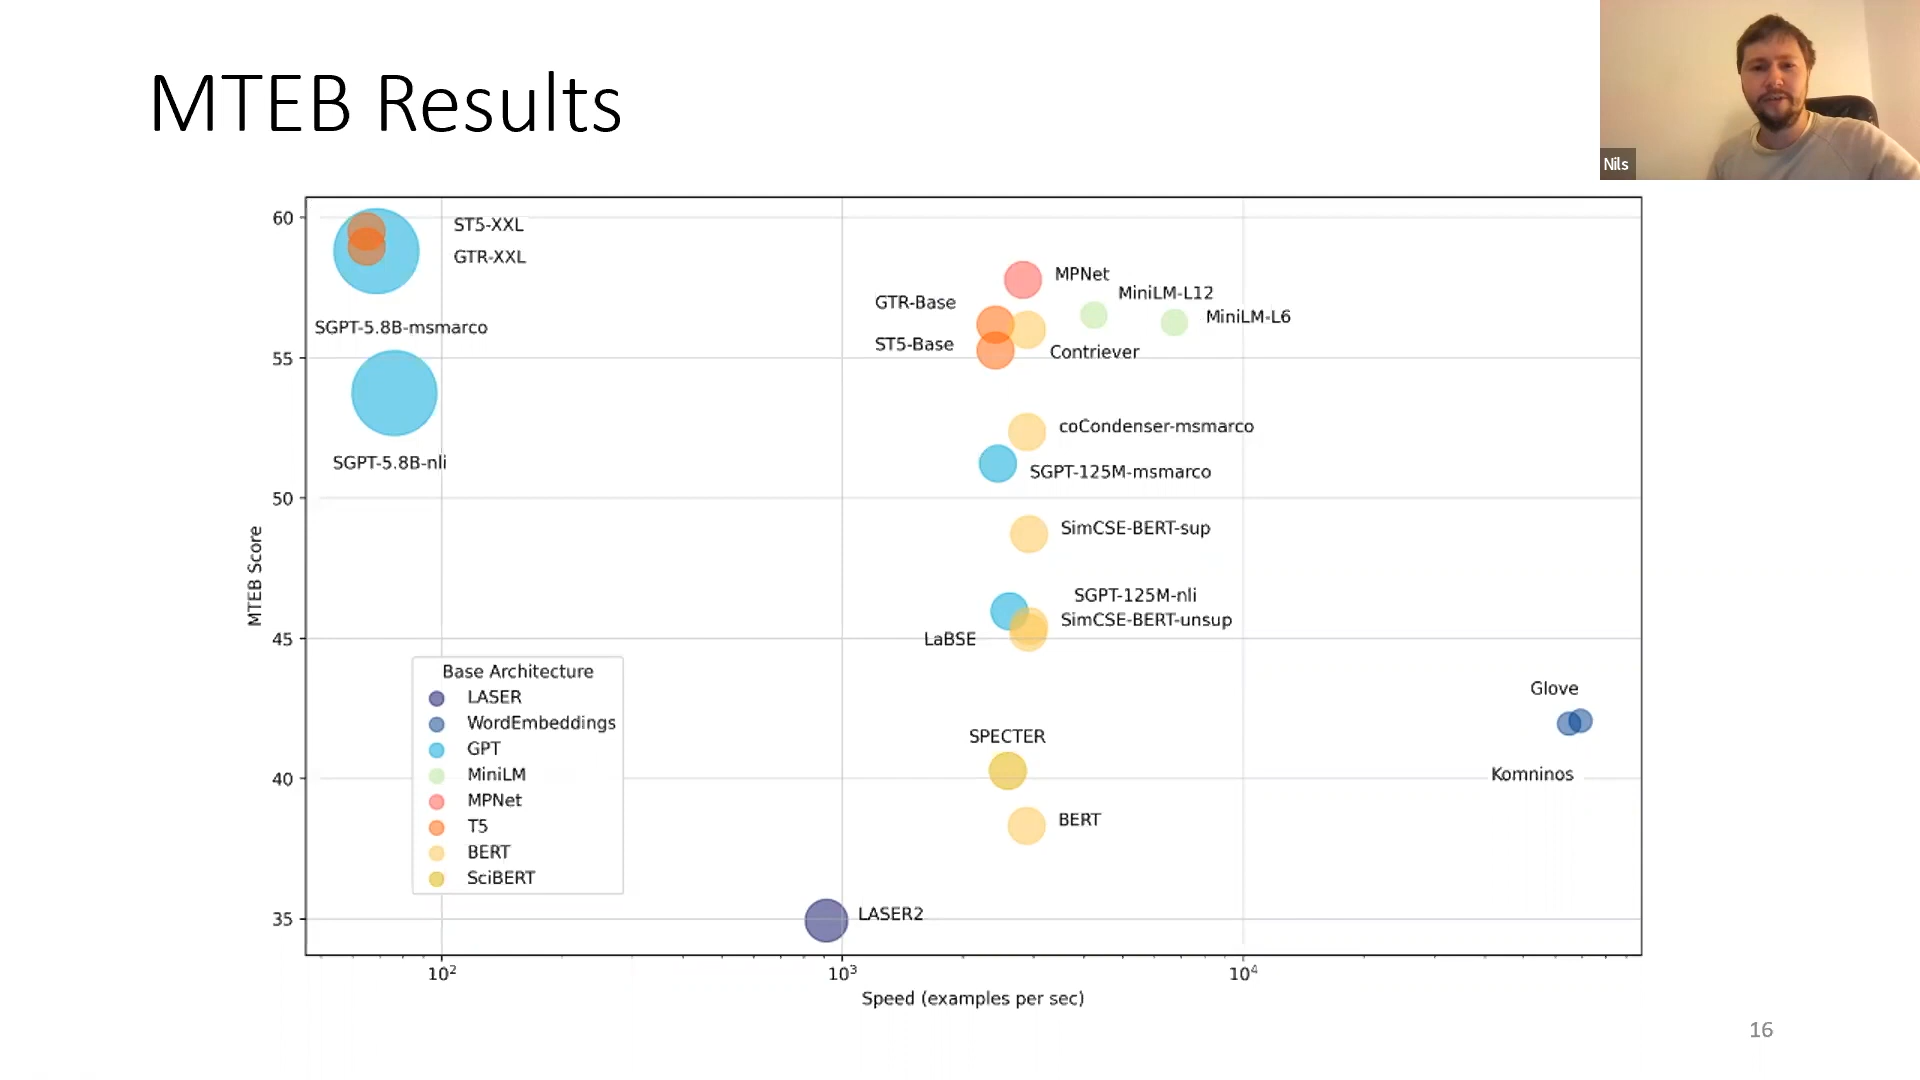 MTEB Results
Nils
60
55
50
45
40
35
MTEB Score
ST5-XXL
GTR-XXL
SGPT-5.8B-msmarco
SGPT-5.8B-nli
MPNet
MiniLM-L12
MiniLM-L6
GTR-Base
ST5-Base
Contriever
coCondenser-msmarco
SGPT-125M-msmarco
SimCSE-BERT-sup
SGPT-125M-nli
SimCSE-BERT-unsup
LaBSE
Glove
Komninos
SPECTER
BERT
LASER2
Base Architecture
LASER
WordEmbeddings
GPT
MiniLM
MPNet
T5
BERT
SciBERT
10² 10³ 10⁴
Speed (examples per sec)
16